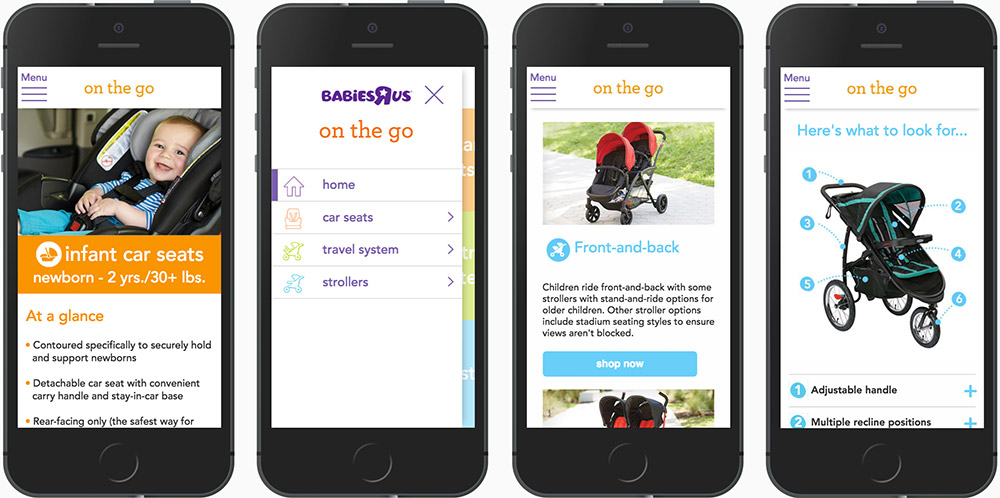 Menu
on the go
infant car seats
newborn - 2 yrs./30+ lbs.
At a glance
• Contoured specifically to securely hold
and support newborns
• Detachable car seat with convenient
carry handle and stay-in-car base
• Rear-facing only (the safest way for
BABIESRUS
on the go
home
car seats
travel system
strollers
a
ts
tr
te
st
Menu
on the go
Front-and-back
Children ride front-and-back with some
strollers with stand-and-ride options for
older children. Other stroller options
include stadium seating styles to ensure
views aren't blocked.
shop now
Menu
on the go
Here's what to look for...
1
2
3
4
5
6
1 Adjustable handle +
2 Multiple recline positions +